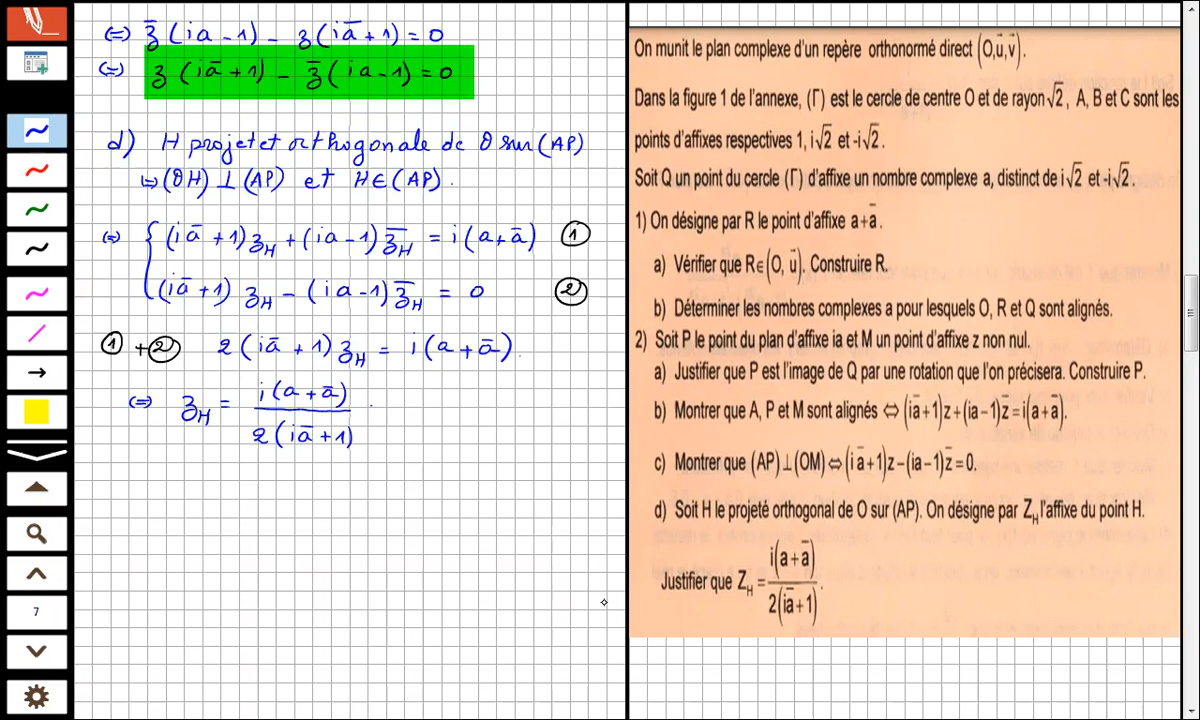 ⇔ z̄(ia-1) - z(iā+1) = 0
⇔ z(iā+1) - z̄(ia-1) = 0
d) H projet orthogonale de O sur (AP)
↳ (OH) ⊥ (AP) et H∈(AP).
⇔ { (iā+1)z_H + (ia-1)z̄_H = i(a+ā) ①
(iā+1)z_H - (ia-1)z̄_H = 0 ②
①+② 2(iā+1)z_H = i(a+ā).
⇔ z_H = i(a+ā) / 2(iā+1) .
7
On munit le plan complexe d'un repère orthonormé direct (O,u⃗,v⃗).
Dans la figure 1 de l'annexe, (Γ) est le cercle de centre O et de rayon √2, A, B et C sont les
points d'affixes respectives 1, i√2 et -i√2.
Soit Q un point du cercle (Γ) d'affixe un nombre complexe a, distinct de i√2 et -i√2.
1) On désigne par R le point d'affixe a+ā.
a) Vérifier que R∈(O, u⃗). Construire R.
b) Déterminer les nombres complexes a pour lesquels O, R et Q sont alignés.
2) Soit P le point du plan d'affixe ia et M un point d'affixe z non nul.
a) Justifier que P est l'image de Q par une rotation que l'on précisera. Construire P.
b) Montrer que A, P et M sont alignés ⇔ (iā+1)z+(ia-1)z̄=i(a+ā).
c) Montrer que (AP)⊥(OM)⇔(iā+1)z-(ia-1)z̄=0.
d) Soit H le projeté orthogonal de O sur (AP). On désigne par Z_H l'affixe du point H.
Justifier que Z_H = i(a+ā) / 2(iā+1) .